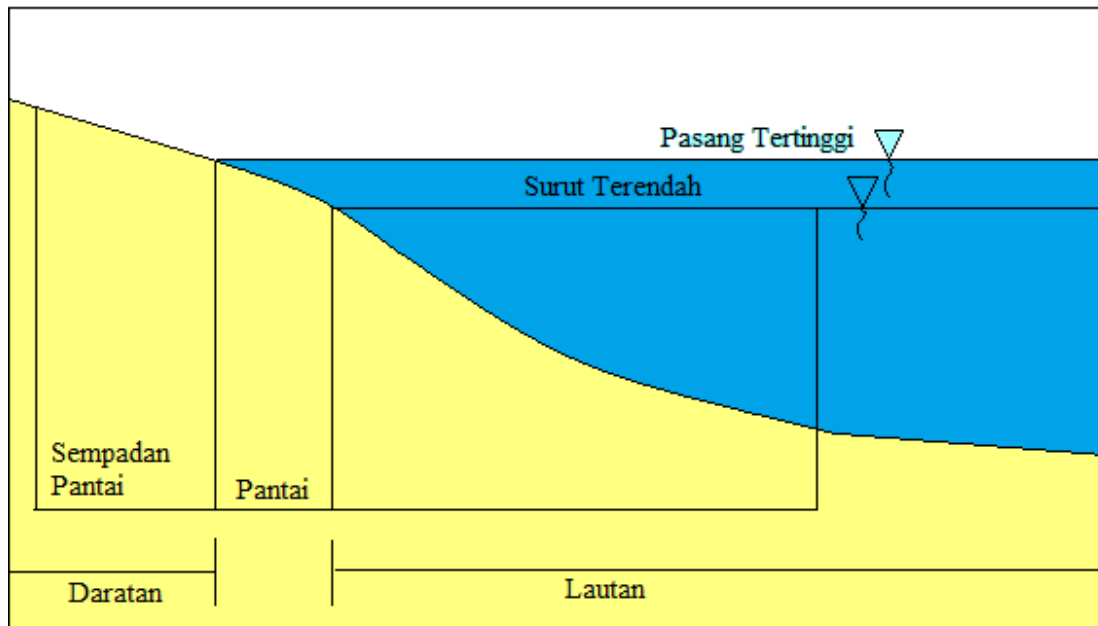 Pasang Tertinggi
Surut Terendah
Sempadan
Pantai
Pantai
Daratan
Lautan